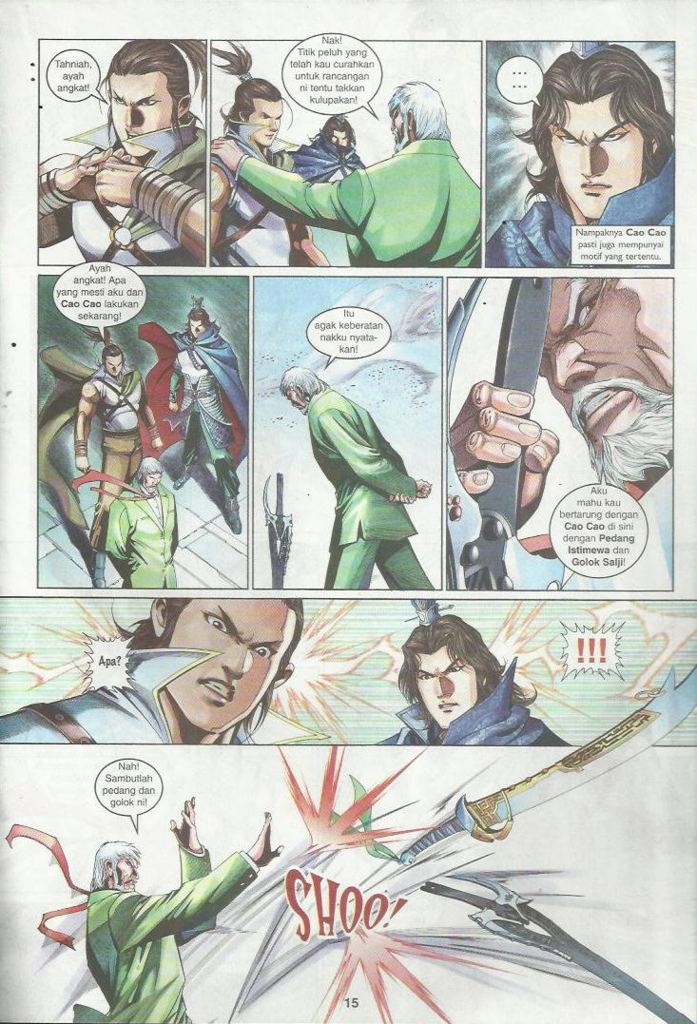 Tahniah,
ayah
angkat!
Nak!
Titik peluh yang
telah kau curahkan
untuk rancangan
ni tentu takkan
kulupakan!
...
...
Nampaknya Cao Cao
pasti juga mempunyai
motif yang tertentu.
Ayah
angkat! Apa
yang mesti aku dan
Cao Cao lakukan
sekarang!
Itu
agak keberatan
nakku nyata-
kan!
Aku
mahu kau
bertarung dengan
Cao Cao di sini
dengan Pedang
Istimewa dan
Golok Salji!
Apa?
!!!
Nah!
Sambutlah
pedang dan
golok ni!
SHOO!
15